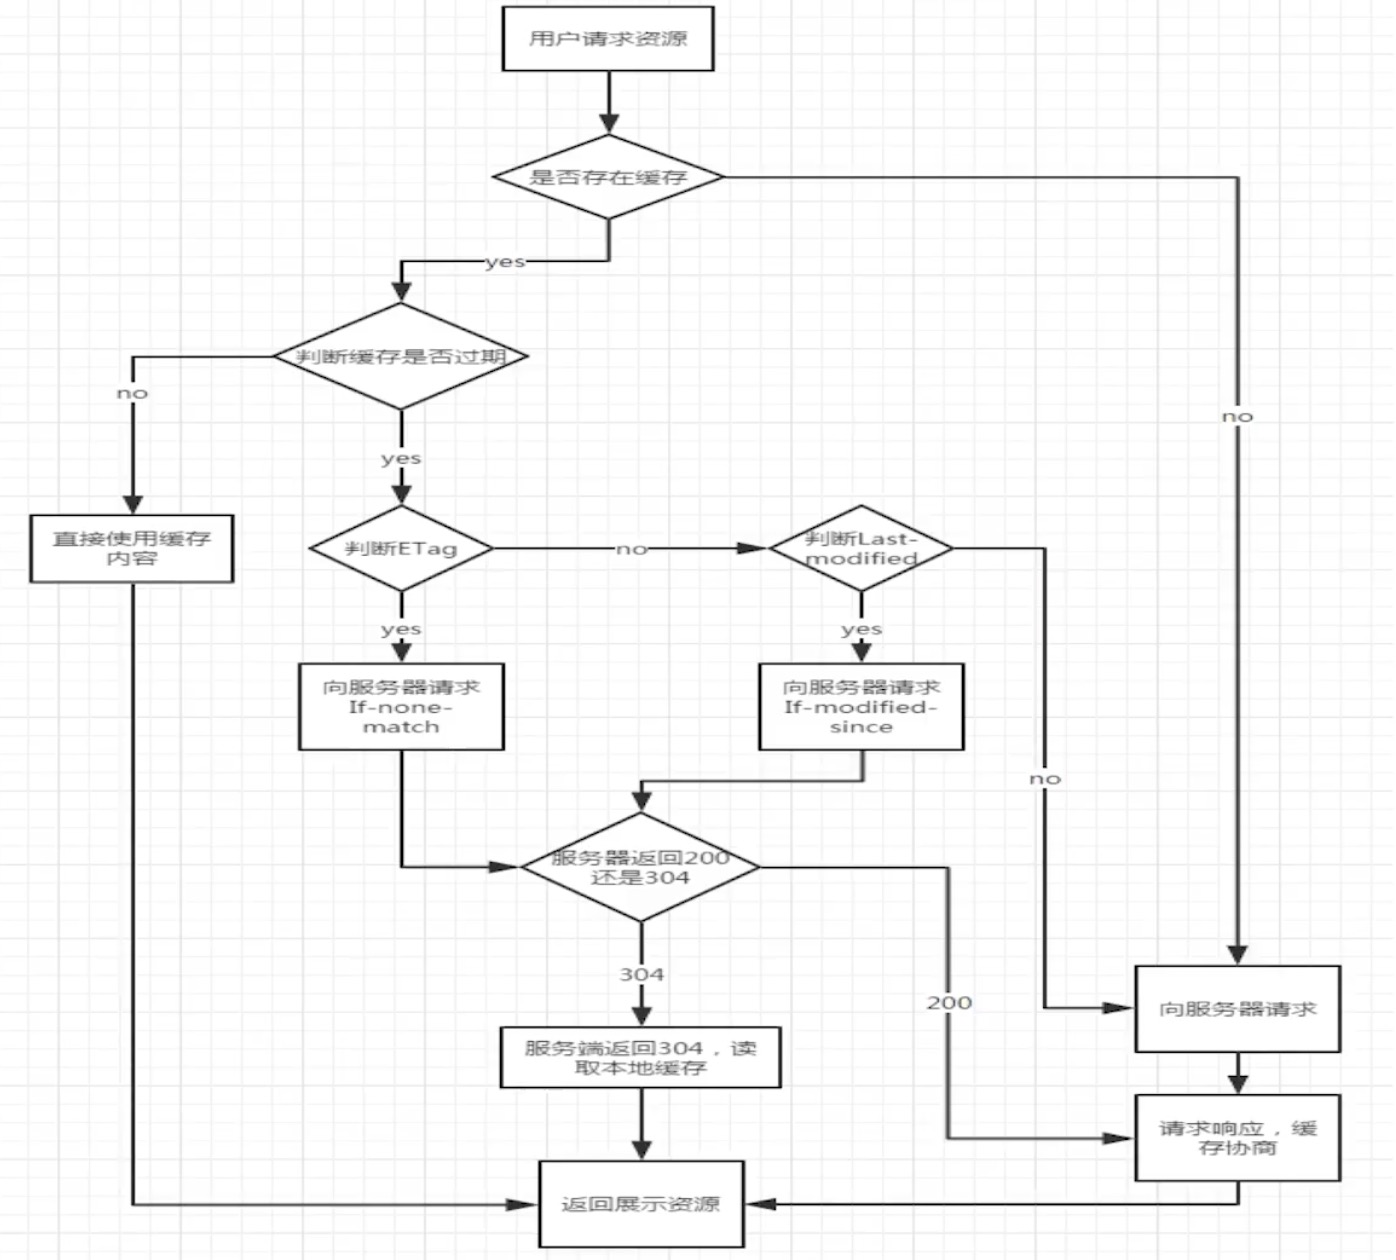 用户请求资源
是否存在缓存
yes
判断缓存是否过期
no
no
yes
直接使用缓存
内容
判断ETag
no
判断Last-
modified
yes
yes
向服务器请求
If-none-
match
向服务器请求
If-modified-
since
no
服务器返回200
还是304
304
200
向服务器请求
服务端返回304，读
取本地缓存
请求响应，缓
存协商
返回展示资源